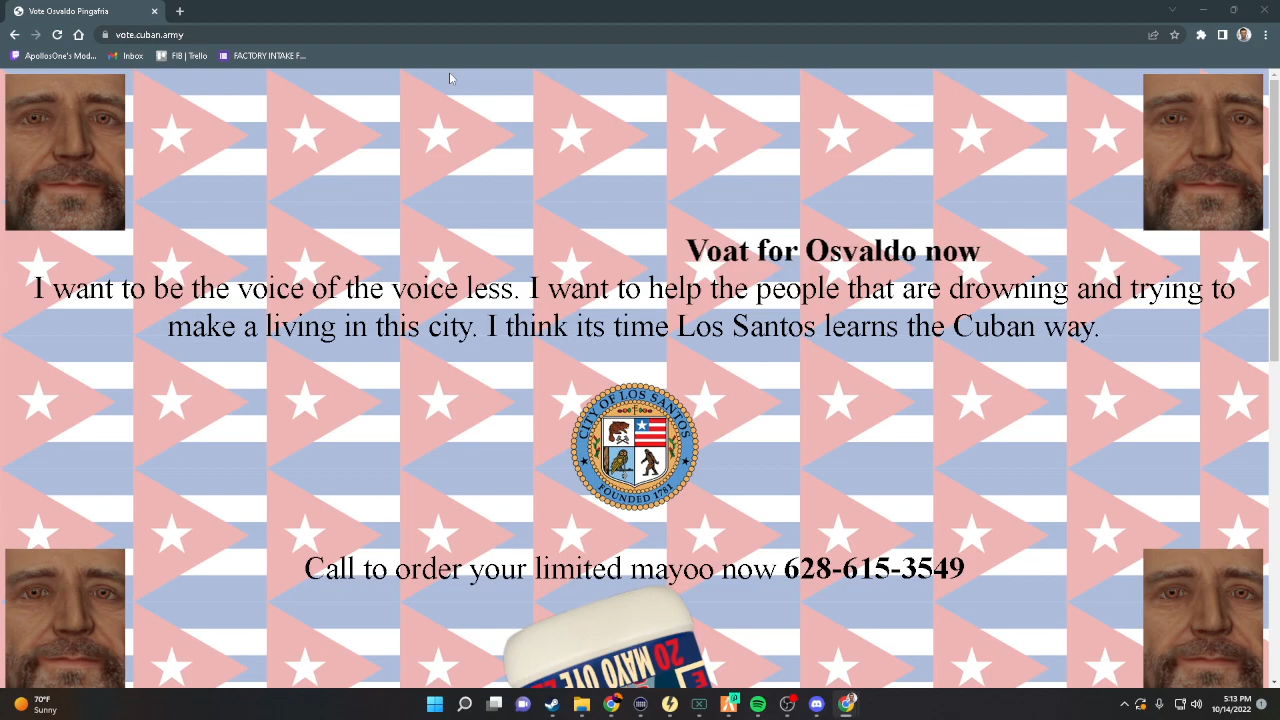 Vote Osvaldo Pingafria
vote.cuban.army
ApollosOne's Mod...
Inbox
FIB | Trello
FACTORY INTAKE F...
Voat for Osvaldo now
I want to be the voice of the voice less. I want to help the people that are drowning and trying to
make a living in this city. I think its time Los Santos learns the Cuban way.
CITY OF LOS SANTOS
FOUNDED 1781
Call to order your limited mayoo now 628-615-3549
20
MAYO OTE
E
70°F
Sunny
5:13 PM
10/14/2022